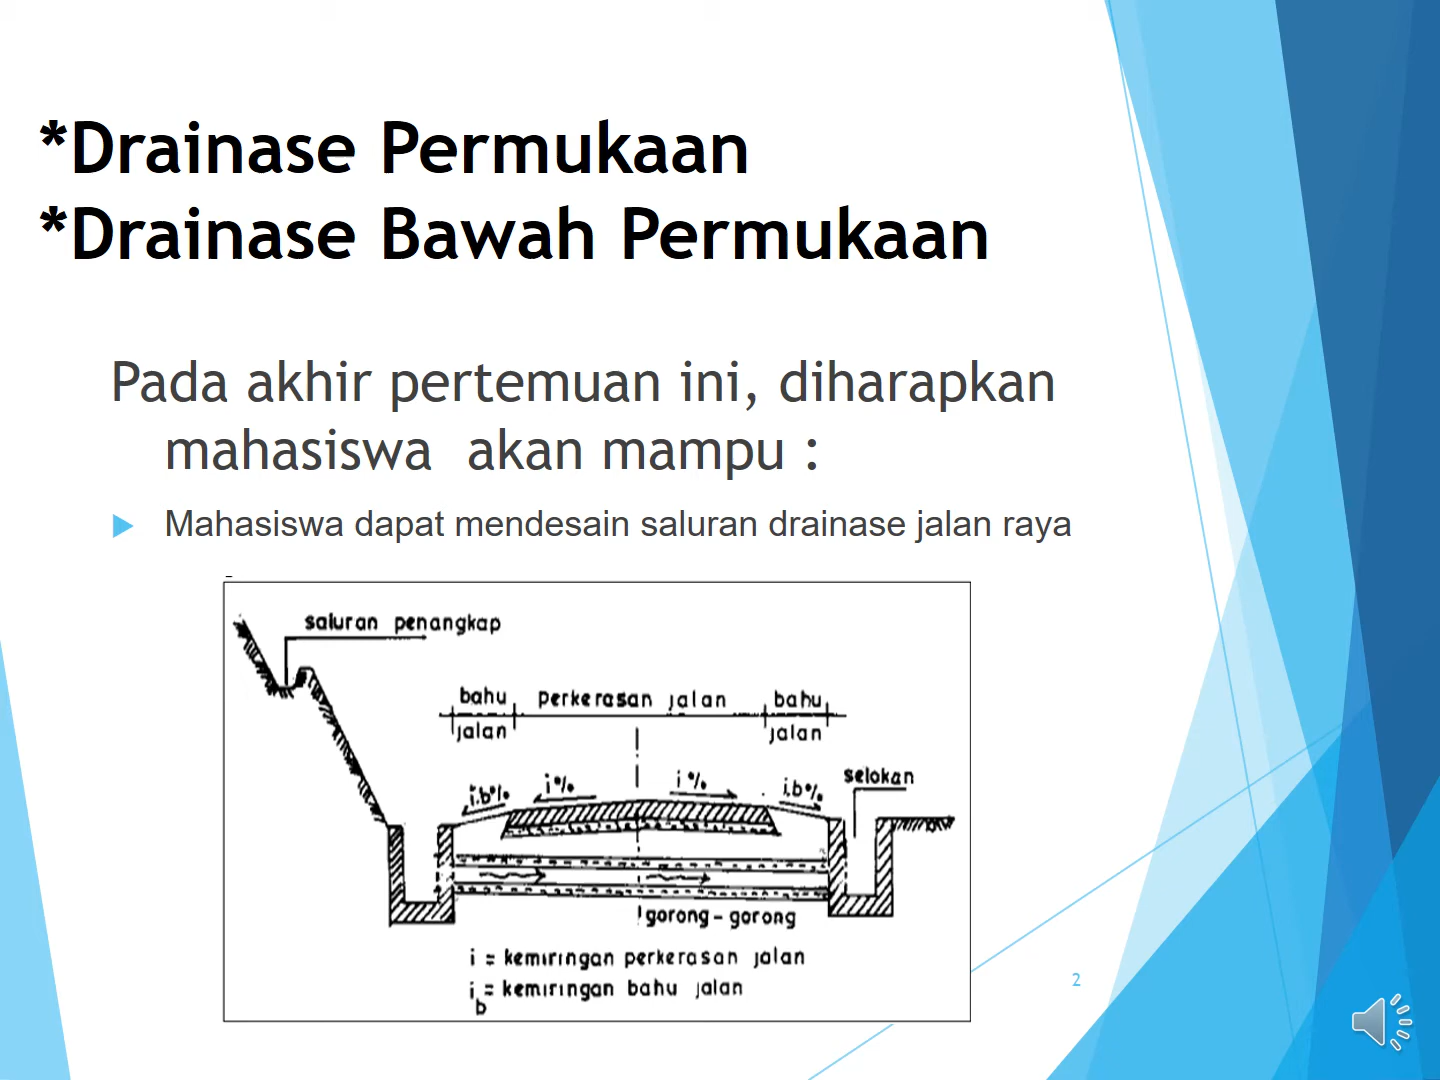 *Drainase Permukaan
*Drainase Bawah Permukaan
Pada akhir pertemuan ini, diharapkan
mahasiswa akan mampu :
Mahasiswa dapat mendesain saluran drainase jalan raya
saluran penangkap
bahu perkerasan jalan bahu
jalan jalan
selokan
i.b% i% i% i.b%
gorong-gorong
i = kemiringan perkerasan jalan
i_b = kemiringan bahu jalan
2